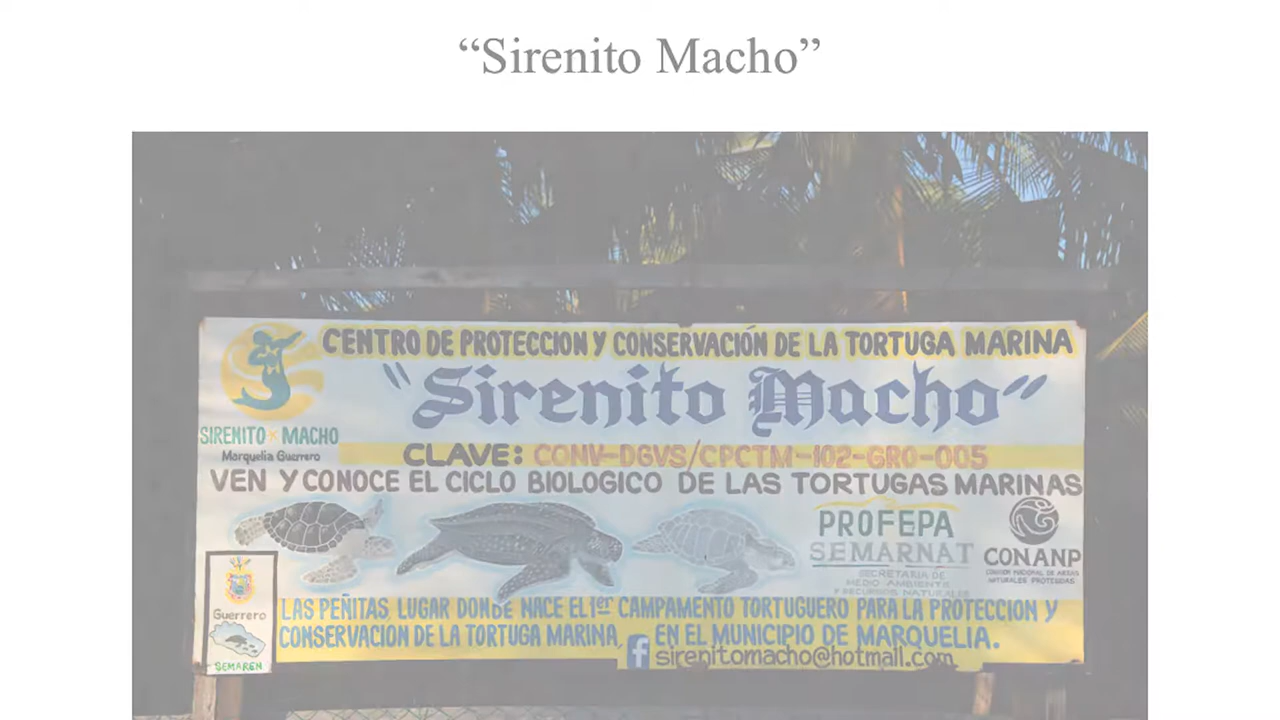 “Sirenito Macho”
CENTRO DE PROTECCION Y CONSERVACIÓN DE LA TORTUGA MARINA
"Sirenito Macho"
SIRENITO MACHO
Marquelia Guerrero
CLAVE: CONV-DGVS/CPCTM-102-GRO-005
VEN Y CONOCE EL CICLO BIOLOGICO DE LAS TORTUGAS MARINAS
PROFEPA
SEMARNAT
SECRETARIA DE
MEDIO AMBIENTE
Y RECURSOS NATURALES
CONANP
COMISIÓN NACIONAL DE AREAS
NATURALES PROTEGIDAS
Guerrero
SEMAREN
LAS PEÑITAS, LUGAR DONDE NACE EL 1er CAMPAMENTO TORTUGUERO PARA LA PROTECCION Y
CONSERVACION DE LA TORTUGA MARINA, EN EL MUNICIPIO DE MARQUELIA.
f sirenitomacho@hotmail.com